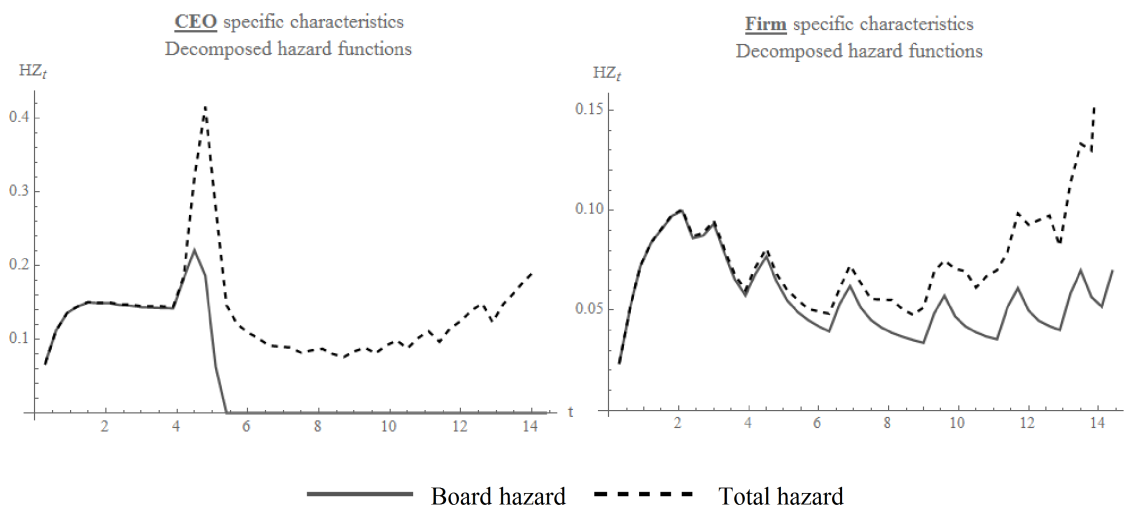 CEO specific characteristics
Decomposed hazard functions
HZt
0.4
0.3
0.2
0.1
2 4 6 8 10 12 14 t
Firm specific characteristics
Decomposed hazard functions
HZt
0.15
0.10
0.05
2 4 6 8 10 12 14
Board hazard Total hazard